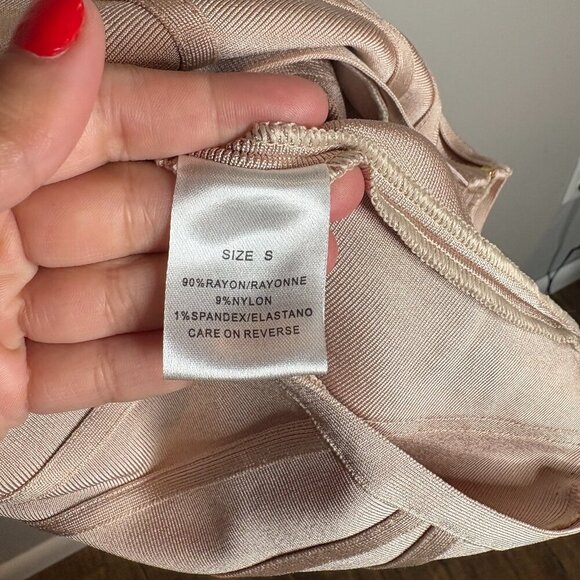 SIZE S
90%RAYON/RAYONNE
9%NYLON
1%SPANDEX/ELASTANO
CARE ON REVERSE